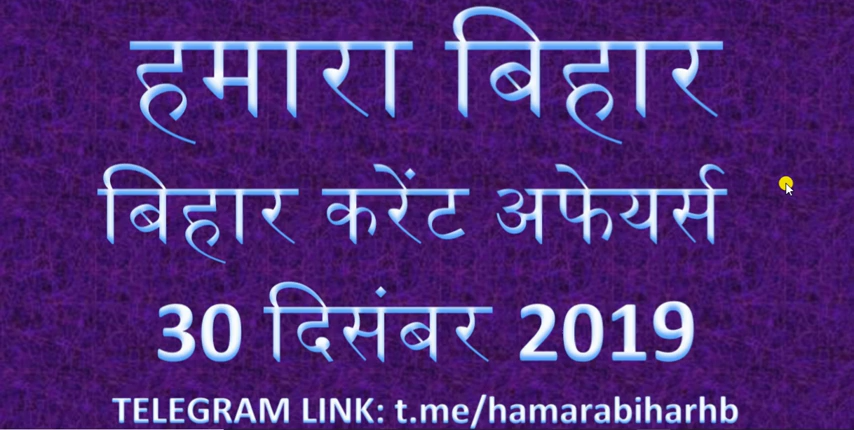 हमारा बिहार
बिहार करेंट अफेयर्स
30 दिसंबर 2019
TELEGRAM LINK: t.me/hamarabiharhb